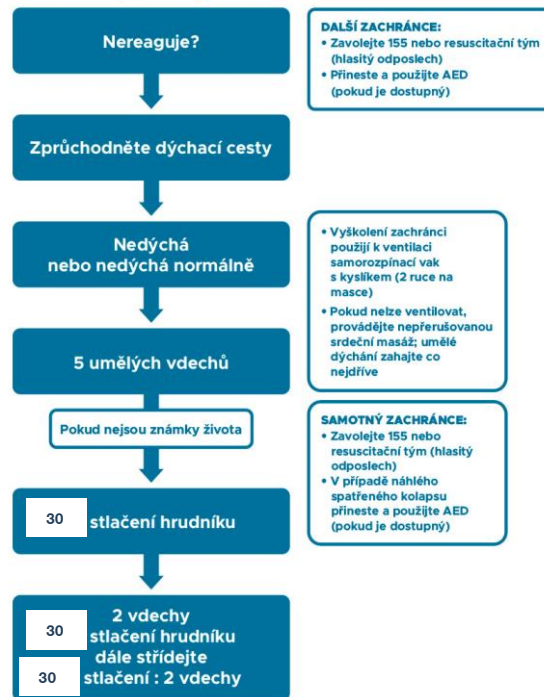 Nereaguje?
DALŠÍ ZACHRÁNCE:
• Zavolejte 155 nebo resuscitační tým
(hlasitý odposlech)
• Přineste a použijte AED
(pokud je dostupný)
Zprůchodněte dýchací cesty
Nedýchá
nebo nedýchá normálně
• Vyškolení zachránci
použijí k ventilaci
samorozpínací vak
s kyslíkem (2 ruce na
masce)
• Pokud nelze ventilovat,
provádějte nepřerušovanou
srdeční masáž; umělé
dýchání zahajte co
nejdříve
5 umělých vdechů
Pokud nejsou známky života
SAMOTNÝ ZACHRÁNCE:
• Zavolejte 155 nebo
resuscitační tým (hlasitý
odposlech)
• V případě náhlého
spatřeného kolapsu
přineste a použijte AED
(pokud je dostupný)
30 stlačení hrudníku
2 vdechy
30 stlačení hrudníku
dále střídejte
30 stlačení : 2 vdechy